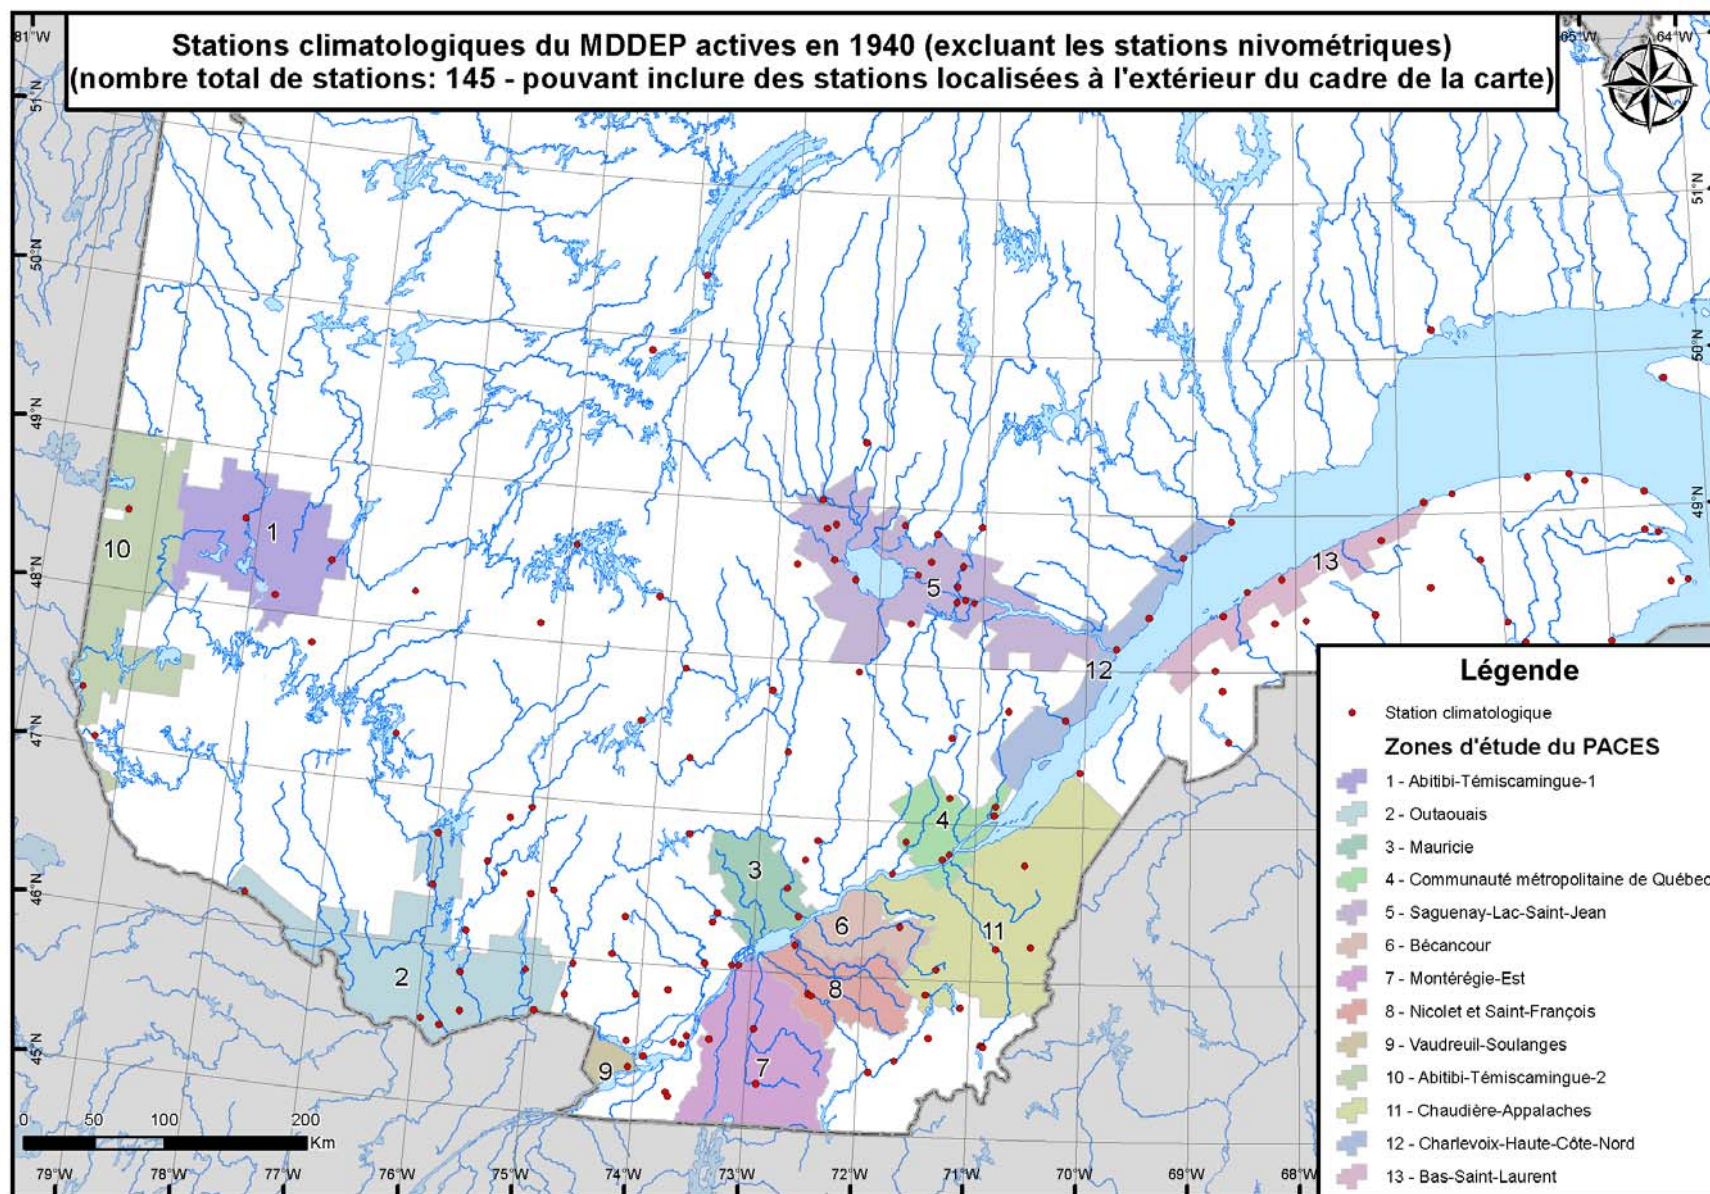 Stations climatologiques du MDDEP actives en 1940 (excluant les stations nivométriques)
(nombre total de stations: 145 - pouvant inclure des stations localisées à l'extérieur du cadre de la carte)
81°W
65°W
64°W
51°N
50°N
49°N
48°N
47°N
46°N
45°N
51°N
50°N
49°N
1
10
5
13
12
4
3
6
11
2
8
7
9
Légende
Station climatologique
Zones d'étude du PACES
1 - Abitibi-Témiscamingue-1
2 - Outaouais
3 - Mauricie
4 - Communauté métropolitaine de Québec
5 - Saguenay-Lac-Saint-Jean
6 - Bécancour
7 - Montérégie-Est
8 - Nicolet et Saint-François
9 - Vaudreuil-Soulanges
10 - Abitibi-Témiscamingue-2
11 - Chaudière-Appalaches
12 - Charlevoix-Haute-Côte-Nord
13 - Bas-Saint-Laurent
0 50 100 200
Km
79°W 78°W 77°W 76°W 75°W 74°W 73°W 72°W 71°W 70°W 69°W 68°W